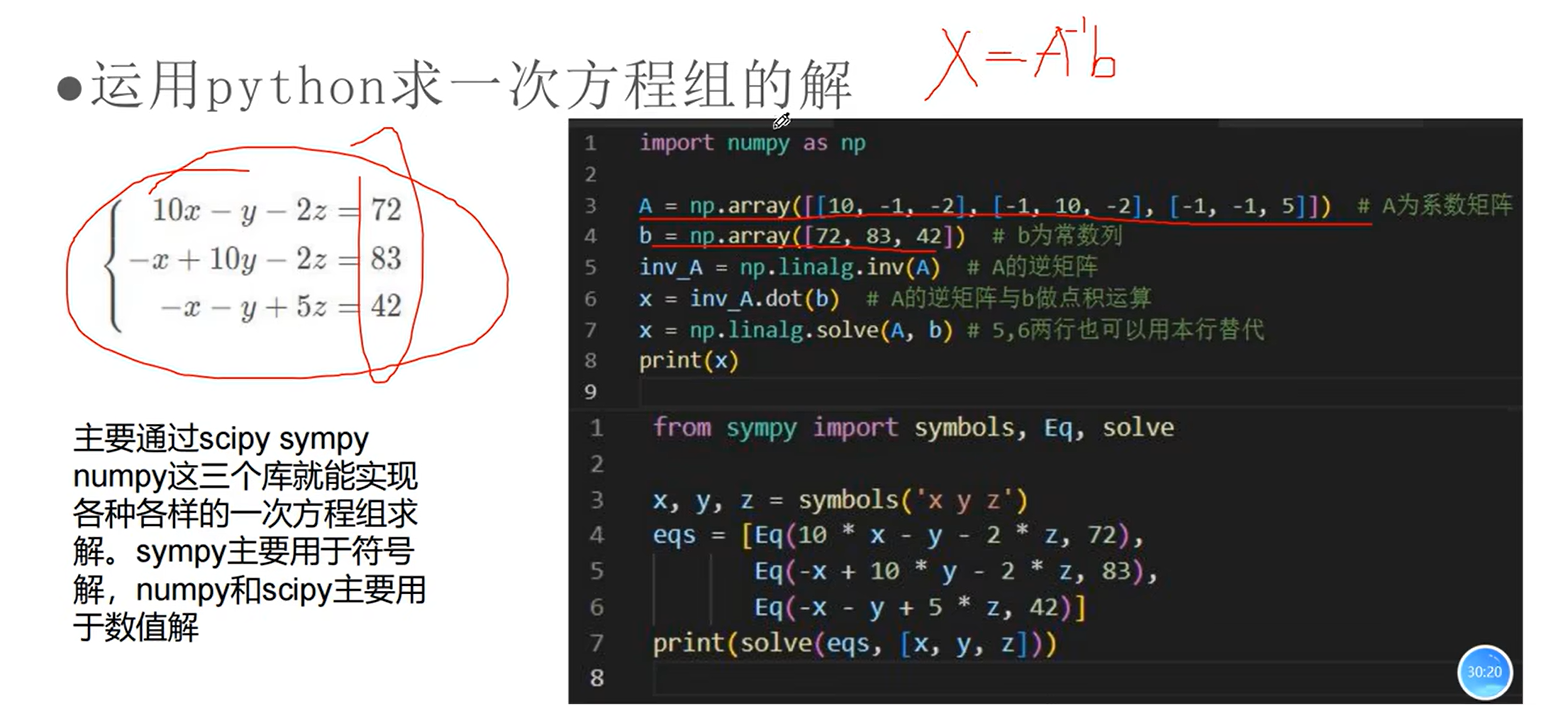 X=A⁻¹b
●运用python求一次方程组的解
10x − y − 2z = 72
−x + 10y − 2z = 83
−x − y + 5z = 42
主要通过scipy sympy
numpy这三个库就能实现
各种各样的一次方程组求
解。sympy主要用于符号
解，numpy和scipy主要用
于数值解
1 import numpy as np
2
3 A = np.array([[10, -1, -2], [-1, 10, -2], [-1, -1, 5]]) # A为系数矩阵
4 b = np.array([72, 83, 42]) # b为常数列
5 inv_A = np.linalg.inv(A) # A的逆矩阵
6 x = inv_A.dot(b) # A的逆矩阵与b做点积运算
7 x = np.linalg.solve(A, b) # 5,6两行也可以用本行替代
8 print(x)
9
1 from sympy import symbols, Eq, solve
2
3 x, y, z = symbols('x y z')
4 eqs = [Eq(10 * x - y - 2 * z, 72),
5 Eq(-x + 10 * y - 2 * z, 83),
6 Eq(-x - y + 5 * z, 42)]
7 print(solve(eqs, [x, y, z]))
8
30:20